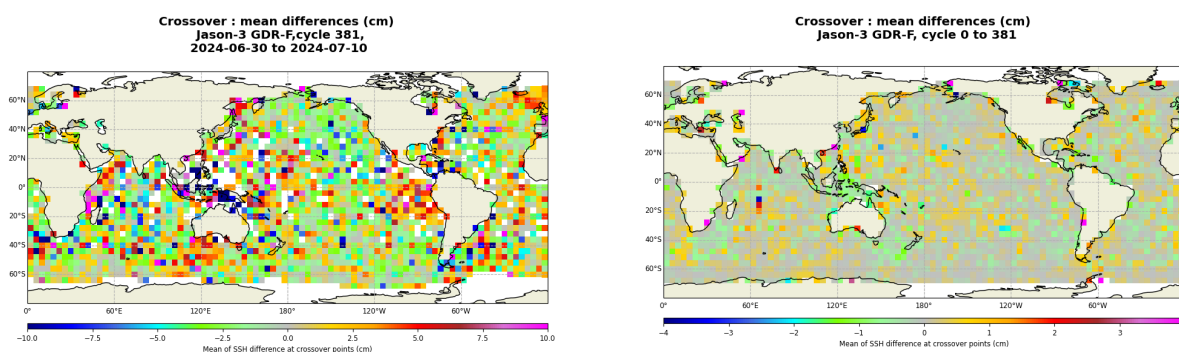 Crossover : mean differences (cm)
Jason-3 GDR-F,cycle 381,
2024-06-30 to 2024-07-10
60°N
40°N
20°N
0°
20°S
40°S
60°S
0° 60°E 120°E 180° 120°W 60°W
−10.0 −7.5 −5.0 −2.5 0.0 2.5 5.0 7.5 10.0
Mean of SSH difference at crossover points (cm)
Crossover : mean differences (cm)
Jason-3 GDR-F, cycle 0 to 381
60°N
40°N
20°N
0°
20°S
40°S
60°S
0° 60°E 120°E 180° 120°W 60°W
−4 −3 −2 −1 0 1 2 3
Mean of SSH difference at crossover points (cm)